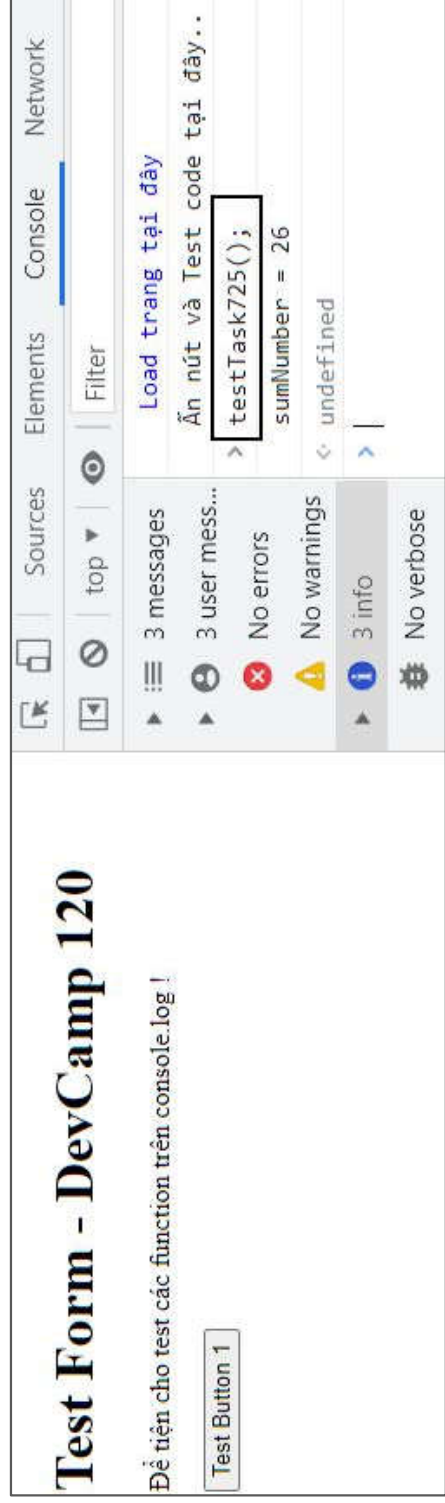 Test Form - DevCamp 120
Để tiện cho test các function trên console.log !
Test Button 1
Sources Elements Console Network
top Filter
3 messages
3 user mess...
No errors
No warnings
3 info
No verbose
Load trang tại đây
Ấn nút và Test code tại đây..
> testTask725();
sumNumber = 26
undefined
>